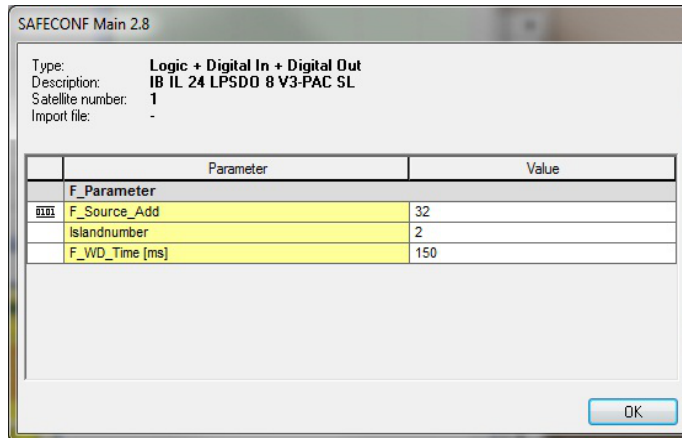 SAFECONF Main 2.8
Type: Logic + Digital In + Digital Out
Description: IB IL 24 LPSDO 8 V3-PAC SL
Satellite number: 1
Import file: -
Parameter Value
F_Parameter
0101 F_Source_Add 32
Islandnumber 2
F_WD_Time [ms] 150
OK